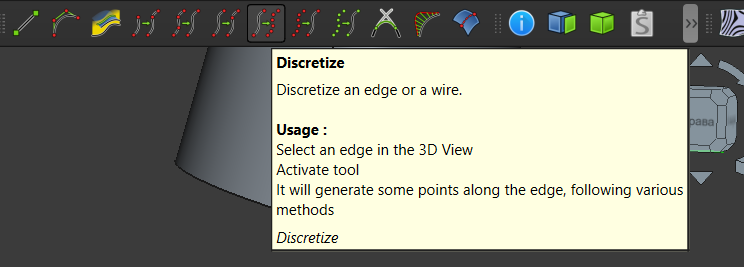 Discretize
Discretize an edge or a wire.
Usage :
Select an edge in the 3D View
Activate tool
It will generate some points along the edge, following various
methods
Discretize
рава